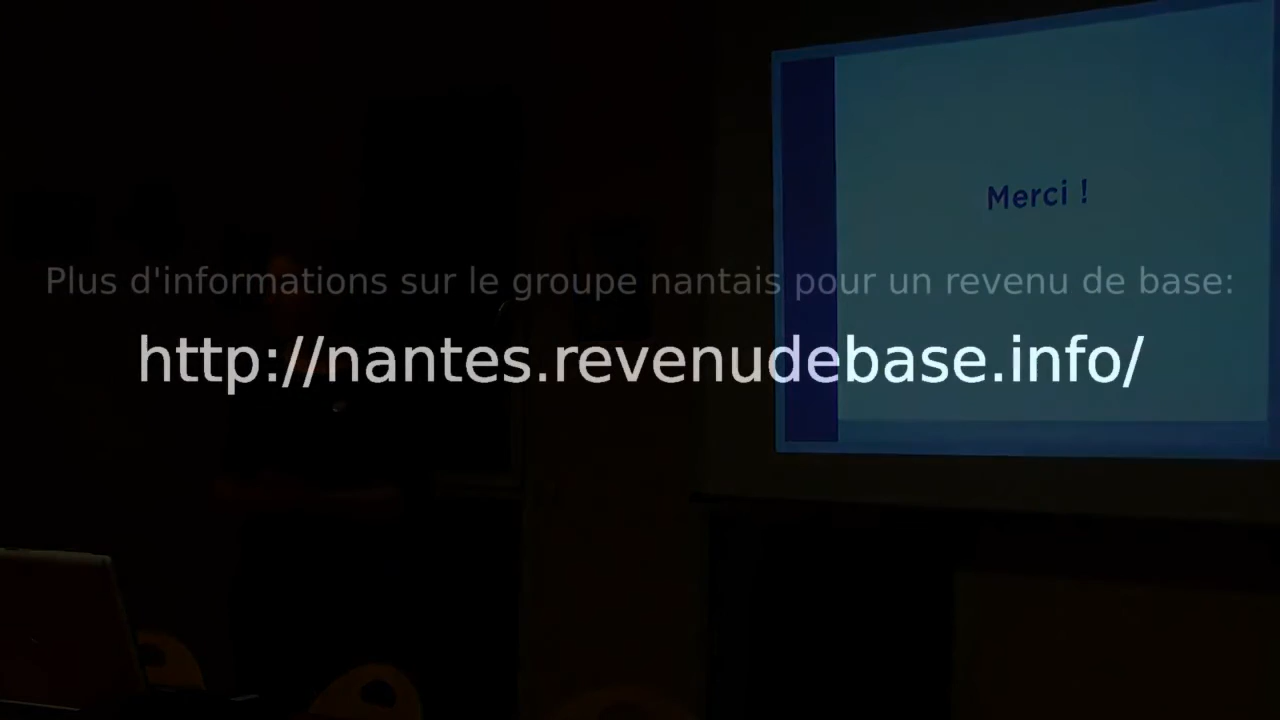 Merci !
Plus d'informations sur le groupe nantais pour un revenu de base:
http://nantes.revenudebase.info/